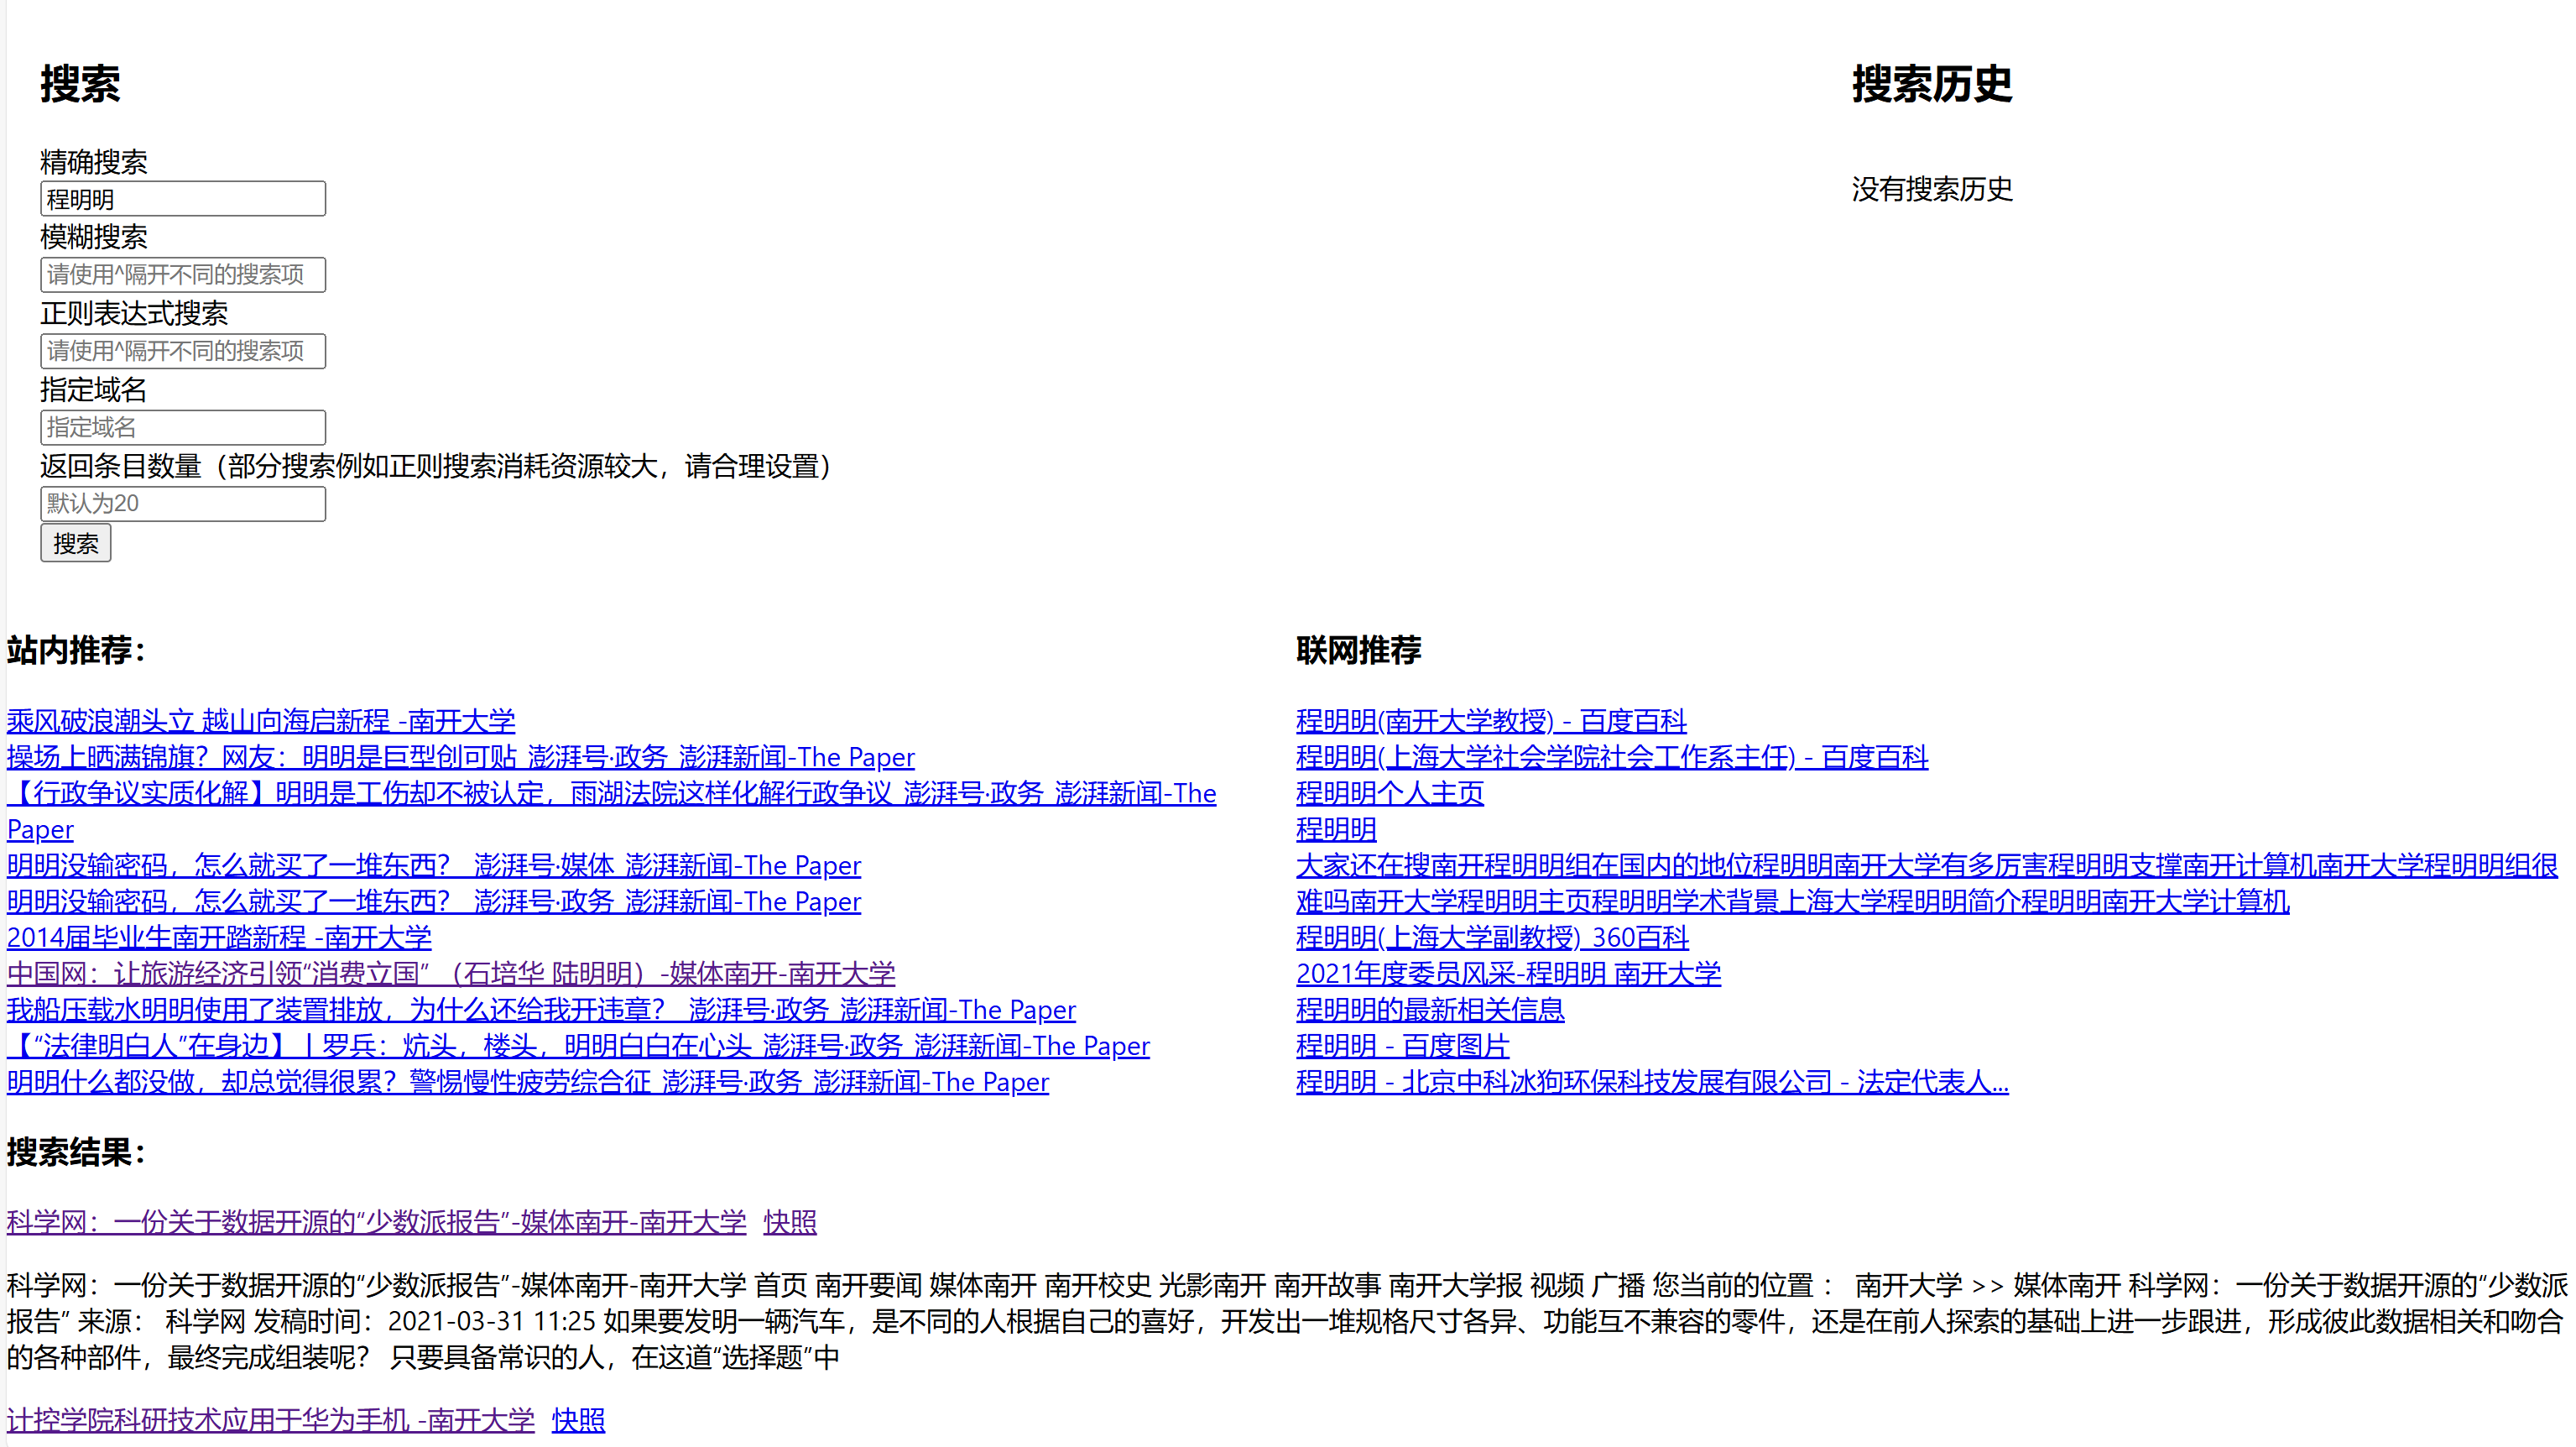 搜索
精确搜索
程明明
模糊搜索
请使用^隔开不同的搜索项
正则表达式搜索
请使用^隔开不同的搜索项
指定域名
指定域名
返回条目数量（部分搜索例如正则搜索消耗资源较大，请合理设置）
默认为20
搜索
搜索历史
没有搜索历史
站内推荐：
乘风破浪潮头立 越山向海启新程 -南开大学
操场上晒满锦旗？网友：明明是巨型创可贴_澎湃号·政务_澎湃新闻-The Paper
【行政争议实质化解】明明是工伤却不被认定，雨湖法院这样化解行政争议_澎湃号·政务_澎湃新闻-The
Paper
明明没输密码，怎么就买了一堆东西？_澎湃号·媒体_澎湃新闻-The Paper
明明没输密码，怎么就买了一堆东西？_澎湃号·政务_澎湃新闻-The Paper
2014届毕业生南开踏新程 -南开大学
中国网：让旅游经济引领“消费立国” （石培华 陆明明）-媒体南开-南开大学
我船压载水明明使用了装置排放，为什么还给我开违章？_澎湃号·政务_澎湃新闻-The Paper
【“法律明白人”在身边】丨罗兵：炕头，楼头，明明白白在心头_澎湃号·政务_澎湃新闻-The Paper
明明什么都没做，却总觉得很累？警惕慢性疲劳综合征_澎湃号·政务_澎湃新闻-The Paper
联网推荐
程明明(南开大学教授) - 百度百科
程明明(上海大学社会学院社会工作系主任) - 百度百科
程明明个人主页
程明明
大家还在搜南开程明明组在国内的地位程明明南开大学有多厉害程明明支撑南开计算机南开大学程明明组很
难吗南开大学程明明主页程明明学术背景上海大学程明明简介程明明南开大学计算机
程明明(上海大学副教授)_360百科
2021年度委员风采-程明明 南开大学
程明明的最新相关信息
程明明 - 百度图片
程明明 - 北京中科冰狗环保科技发展有限公司 - 法定代表人...
搜索结果：
科学网：一份关于数据开源的“少数派报告”-媒体南开-南开大学 快照
科学网：一份关于数据开源的“少数派报告”-媒体南开-南开大学 首页 南开要闻 媒体南开 南开校史 光影南开 南开故事 南开大学报 视频 广播 您当前的位置 ： 南开大学 >> 媒体南开 科学网：一份关于数据开源的“少数派
报告” 来源： 科学网 发稿时间：2021-03-31 11:25 如果要发明一辆汽车，是不同的人根据自己的喜好，开发出一堆规格尺寸各异、功能互不兼容的零件，还是在前人探索的基础上进一步跟进，形成彼此数据相关和吻合
的各种部件，最终完成组装呢？ 只要具备常识的人，在这道“选择题”中
计控学院科研技术应用于华为手机 -南开大学 快照